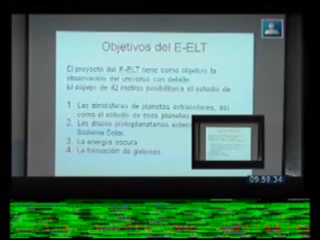 Objetivos del E-ELT
El proyecto del E-ELT tiene como objetivo la
observación del universo con detalle.
El espejo de 42 metros posibilitaría el estudio de
1. Las atmósferas de planetas extrasolares, así
como el estudio de esos planetas
2. Los discos protoplanetarios
Sistema Solar.
3. La energía oscura
4. La formación de galaxias
09:59:34